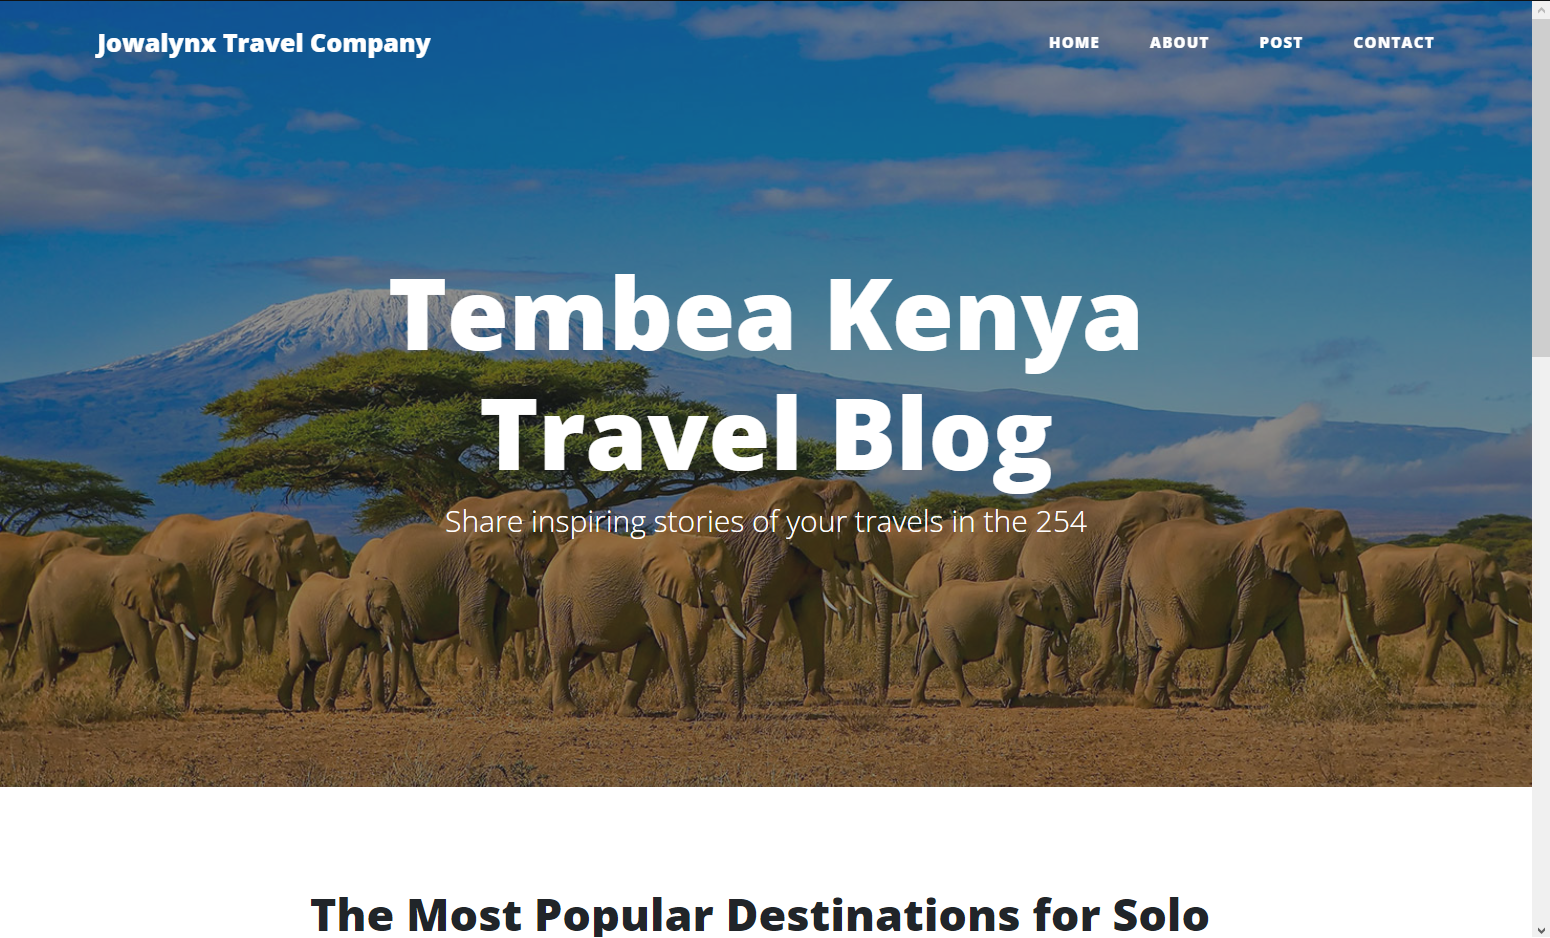 Jowalynx Travel Company
HOME ABOUT POST CONTACT
Tembea Kenya
Travel Blog
Share inspiring stories of your travels in the 254
The Most Popular Destinations for Solo